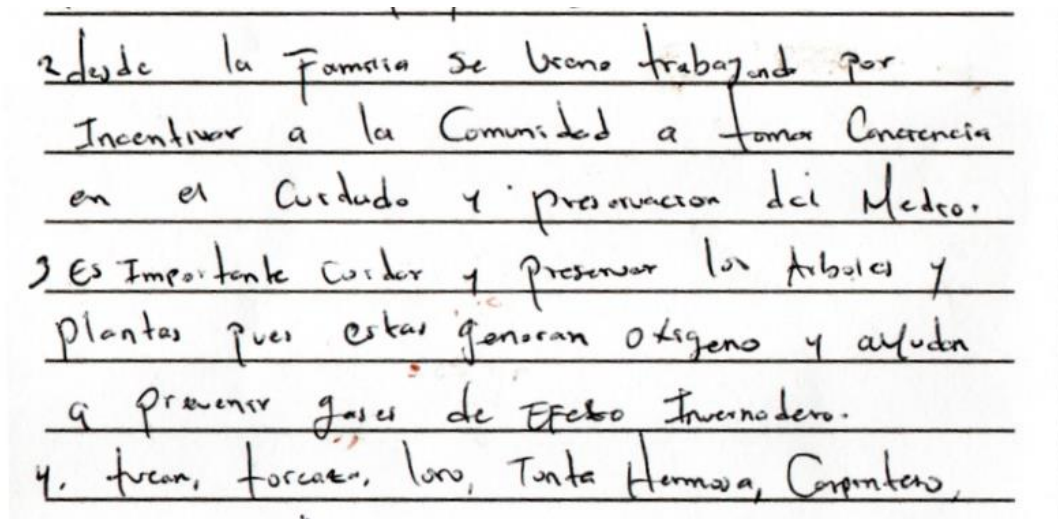 2 desde la Familia se viene trabajando por
Incentivar a la Comunidad a tomar Conciencia
en el Cuidado y preservacion del Medio.
3 Es Importante Cuidar y Preservar los Arboles y
plantas pues estas generan oxigeno y ayudan
a prevenir gases de Efecto Invernadero.
4. tucan, torcaza, loro, Tonta Hermosa, Carpintero,